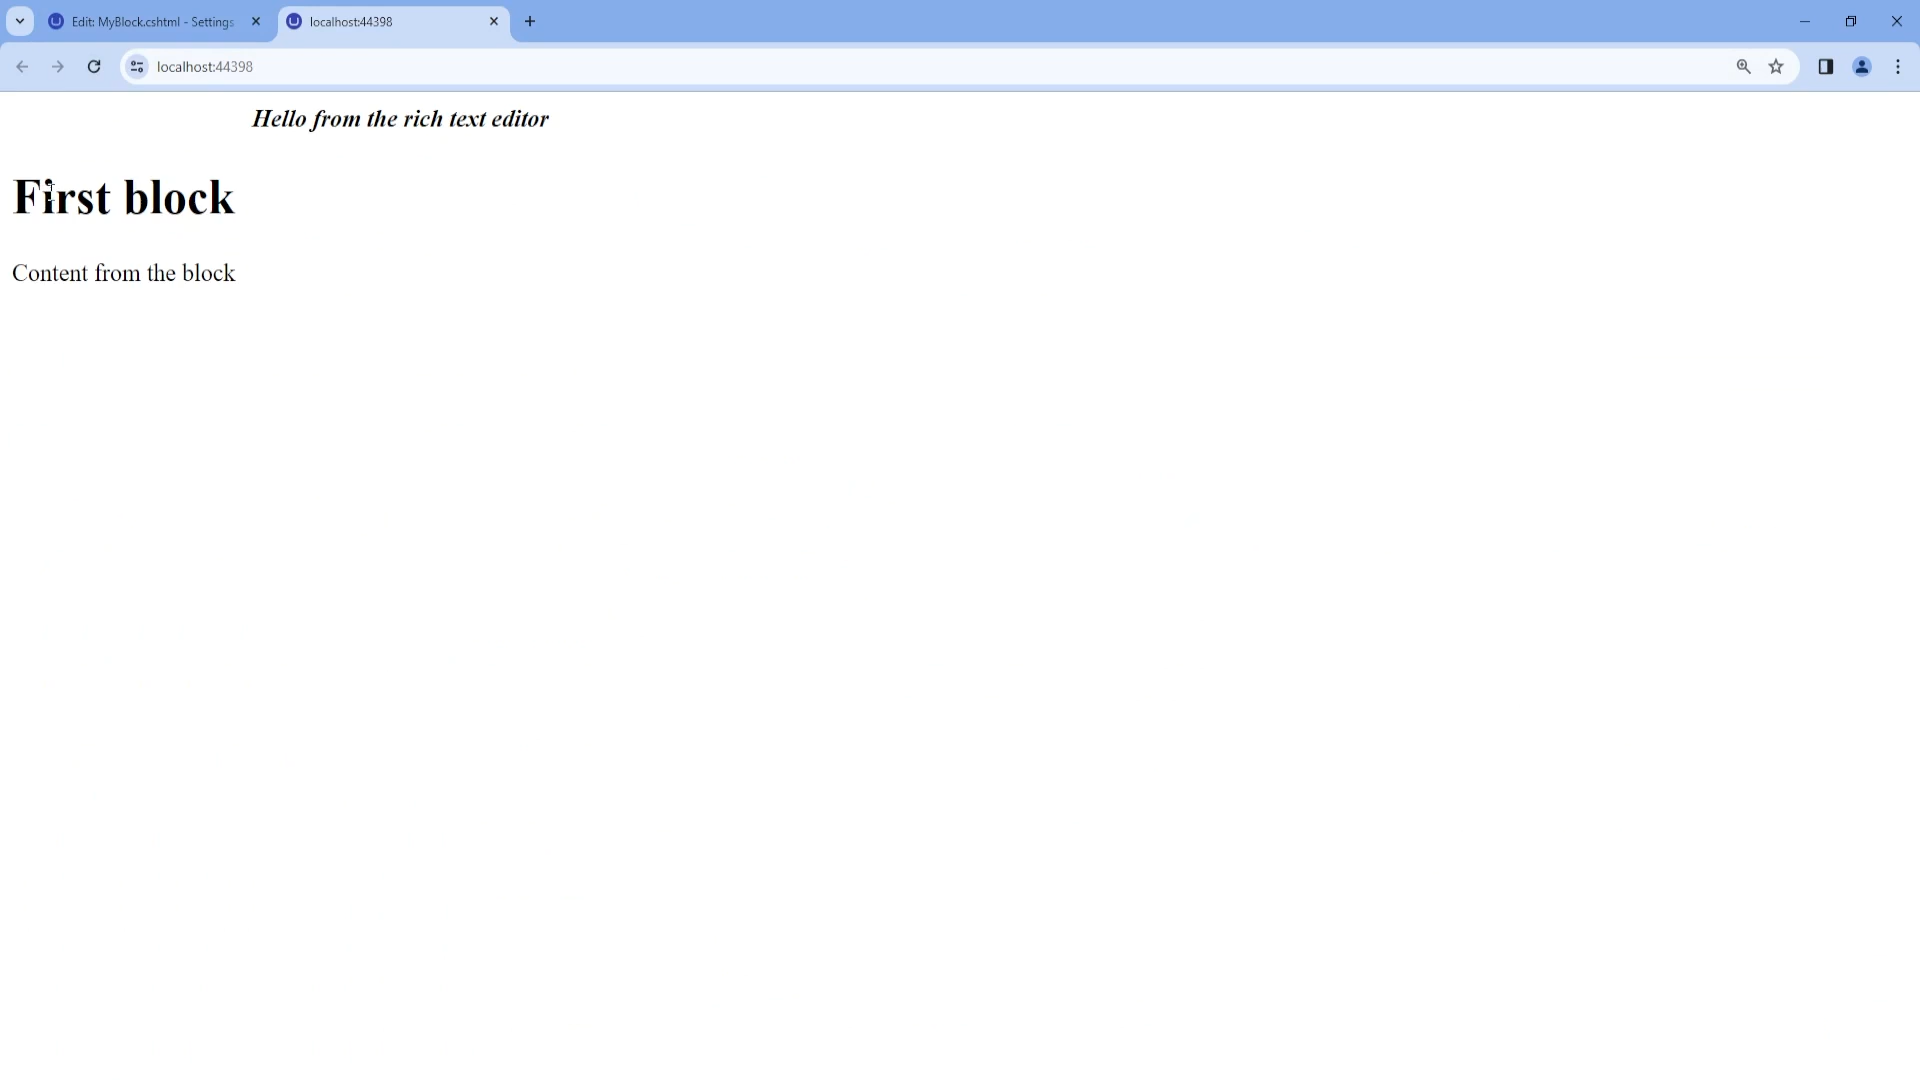 Edit: MyBlock.cshtml - Settings
localhost:44398
localhost:44398
Hello from the rich text editor
First block
Content from the block